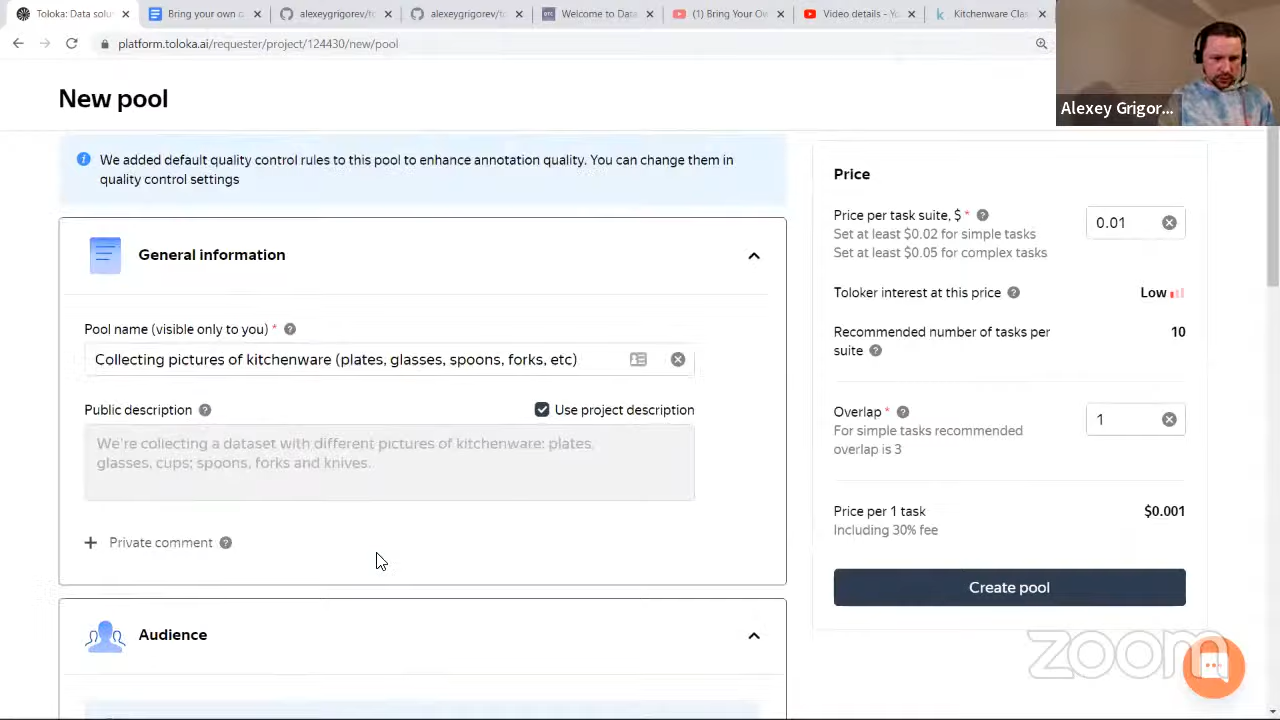 Toloka: Data solut
Bring your own c
alexeygrigorev/to
alexeygrigorev/to
Welcome to Data
(1) Bring Your Ow
Video details - Yo
Kitchenware Clas
platform.toloka.ai/requester/project/124430/new/pool
Alexey Grigor...
New pool
We added default quality control rules to this pool to enhance annotation quality. You can change them in
quality control settings
General information
Pool name (visible only to you) *
Collecting pictures of kitchenware (plates, glasses, spoons, forks, etc)
Public description
Use project description
We're collecting a dataset with different pictures of kitchenware: plates,
glasses, cups; spoons, forks and knives.
+ Private comment
Audience
Price
Price per task suite, $ *
0.01
Set at least $0.02 for simple tasks
Set at least $0.05 for complex tasks
Toloker interest at this price
Low
Recommended number of tasks per
suite
10
Overlap *
1
For simple tasks recommended
overlap is 3
Price per 1 task
$0.001
Including 30% fee
Create pool
zoom